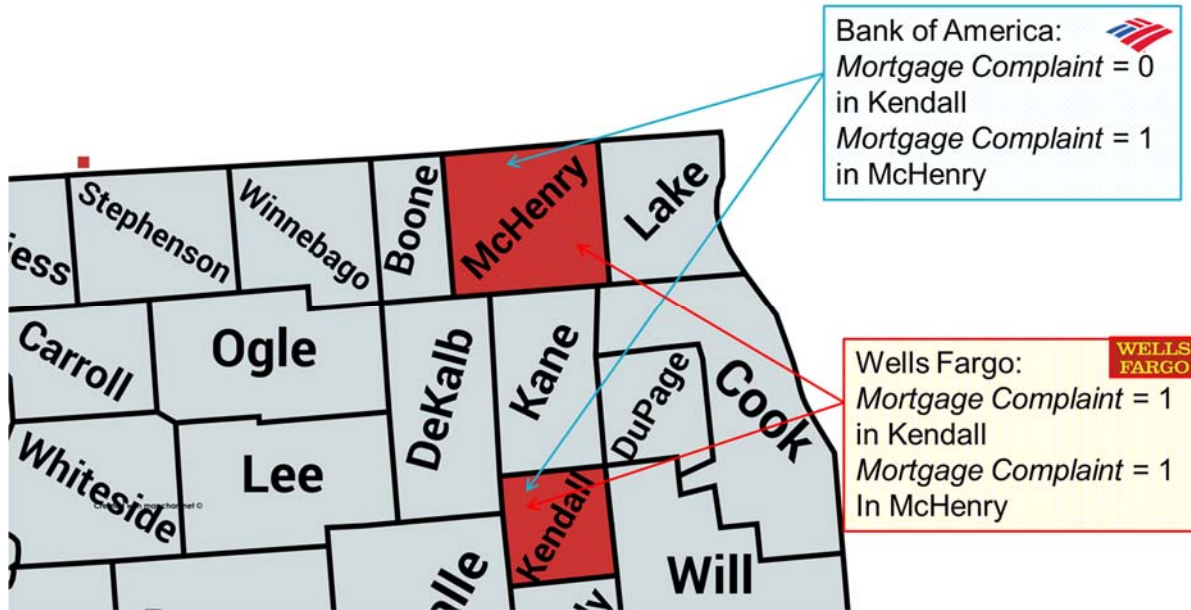 Bank of America:
Mortgage Complaint = 0
in Kendall
Mortgage Complaint = 1
in McHenry
Stephenson
Winnebago
Boone
McHenry
Lake
iess
Carroll
Ogle
DeKalb
Kane
DuPage
Cook
Wells Fargo:
WELLS
FARGO
Mortgage Complaint = 1
in Kendall
Mortgage Complaint = 1
In McHenry
Whiteside
Lee
Kendall
Will
alle
dy